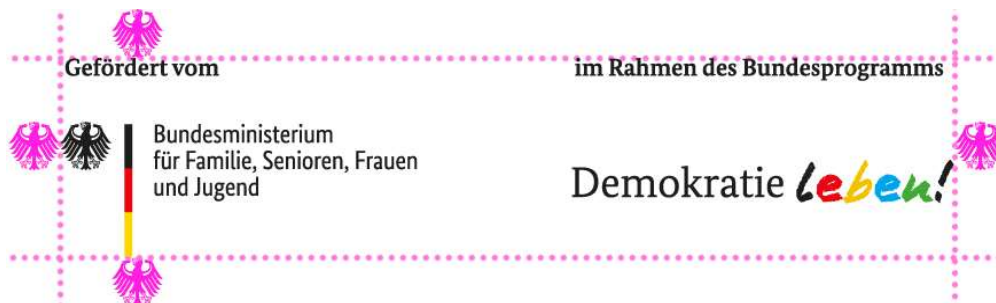 Gefördert vom
im Rahmen des Bundesprogramms
Bundesministerium
für Familie, Senioren, Frauen
und Jugend
Demokratie Leben!